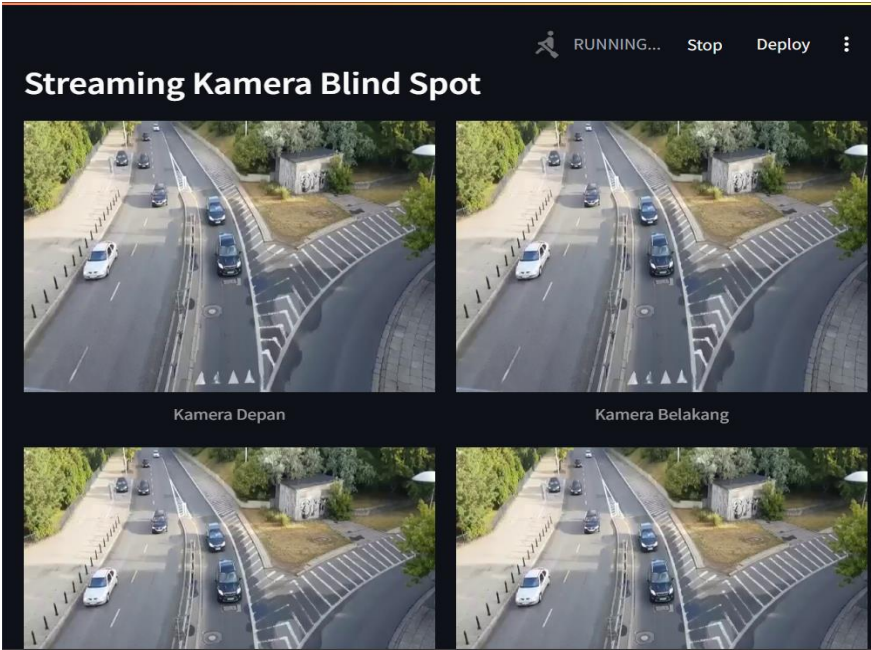 RUNNING...
Stop
Deploy
Streaming Kamera Blind Spot
Kamera Depan
Kamera Belakang